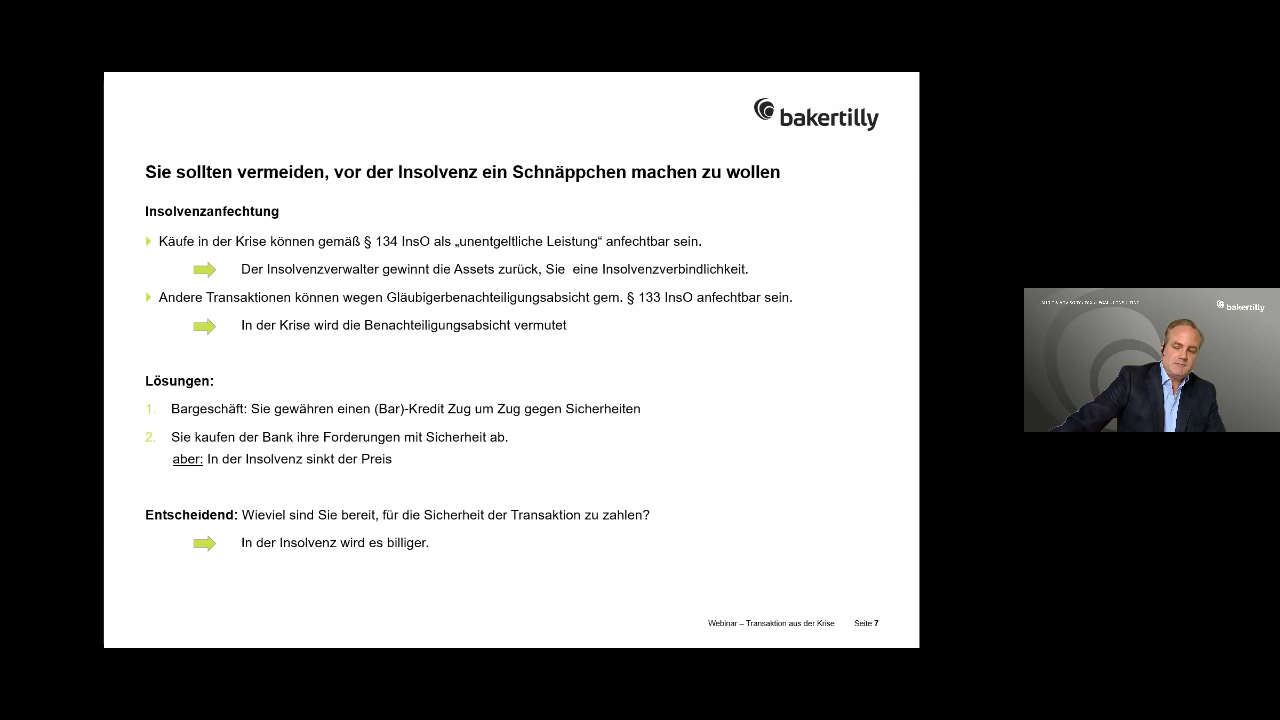 bakertilly
Sie sollten vermeiden, vor der Insolvenz ein Schnäppchen machen zu wollen
Insolvenzanfechtung
Käufe in der Krise können gemäß § 134 InsO als „unentgeltliche Leistung“ anfechtbar sein.
Der Insolvenzverwalter gewinnt die Assets zurück, Sie eine Insolvenzverbindlichkeit.
Andere Transaktionen können wegen Gläubigerbenachteiligungsabsicht gem. § 133 InsO anfechtbar sein.
In der Krise wird die Benachteiligungsabsicht vermutet
Lösungen:
1. Bargeschäft: Sie gewähren einen (Bar)-Kredit Zug um Zug gegen Sicherheiten
2. Sie kaufen der Bank ihre Forderungen mit Sicherheit ab.
aber: In der Insolvenz sinkt der Preis
Entscheidend: Wieviel sind Sie bereit, für die Sicherheit der Transaktion zu zahlen?
In der Insolvenz wird es billiger.
Webinar – Transaktion aus der Krise Seite 7
bakertilly